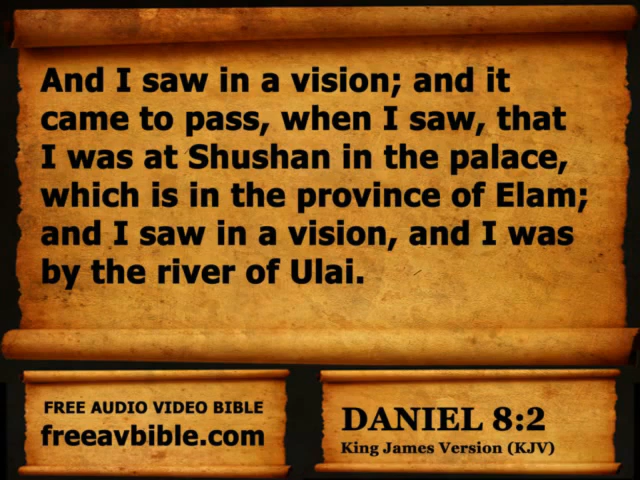 And I saw in a vision; and it
came to pass, when I saw, that
I was at Shushan in the palace,
which is in the province of Elam;
and I saw in a vision, and I was
by the river of Ulai.
FREE AUDIO VIDEO BIBLE
freeavbible.com
DANIEL 8:2
King James Version (KJV)